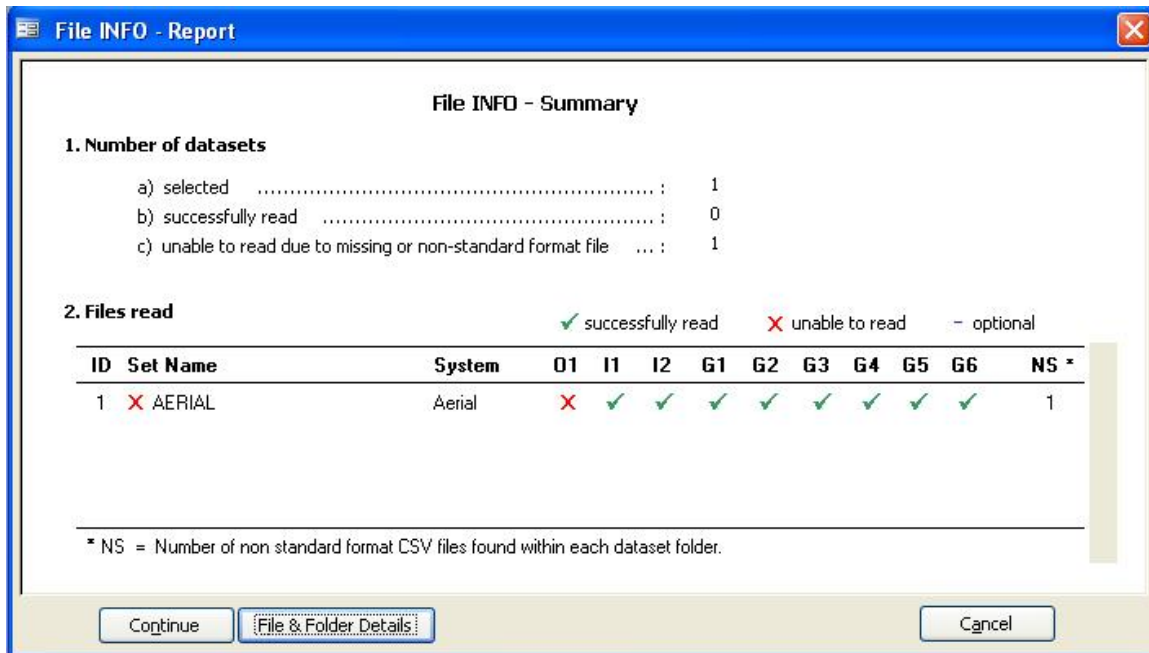 File INFO - Report
File INFO - Summary
1. Number of datasets
a) selected ............................................................. : 1
b) successfully read ................................................... : 0
c) unable to read due to missing or non-standard format file ... : 1
2. Files read
✓ successfully read X unable to read - optional
ID Set Name System O1 I1 I2 G1 G2 G3 G4 G5 G6 NS *
1 X AERIAL Aerial X ✓ ✓ ✓ ✓ ✓ ✓ ✓ ✓ 1
* NS = Number of non standard format CSV files found within each dataset folder.
Continue File & Folder Details Cancel